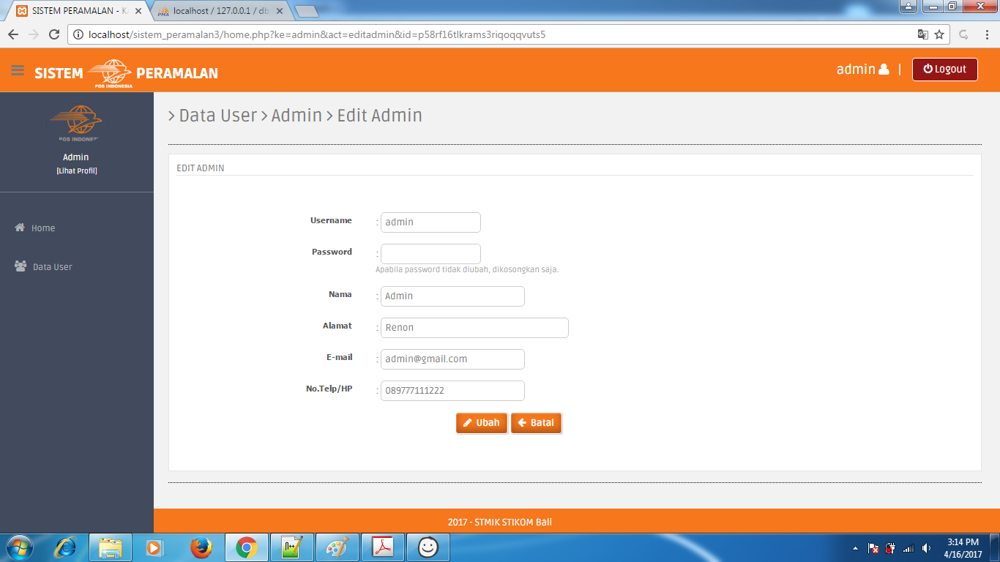 SISTEM PERAMALAN - K
localhost / 127.0.0.1 / db
localhost/sistem_peramalan3/home.php?ke=admin&act=editadmin&id=p58rf16tlkrams3riqoqqvuts5
SISTEM POS INDONESIA PERAMALAN
admin | Logout
POS INDONE
Admin
[Lihat Profil]
Home
Data User
> Data User > Admin > Edit Admin
EDIT ADMIN
Username : admin
Password :
Apabila password tidak diubah, dikosongkan saja.
Nama : Admin
Alamat : Renon
E-mail : admin@gmail.com
No.Telp/HP : 089777111222
Ubah Batal
2017 - STMIK STIKOM Bali
3:14 PM
4/16/2017